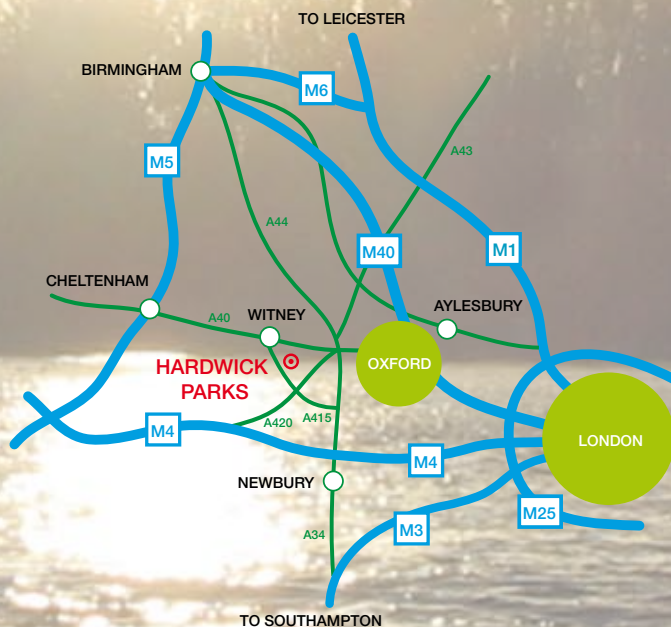 TO LEICESTER
BIRMINGHAM
M6
A43
M5
A44
M40
M1
CHELTENHAM
A40
WITNEY
AYLESBURY
HARDWICK
PARKS
OXFORD
A420
A415
M4
M4
LONDON
NEWBURY
M25
M3
A34
TO SOUTHAMPTON